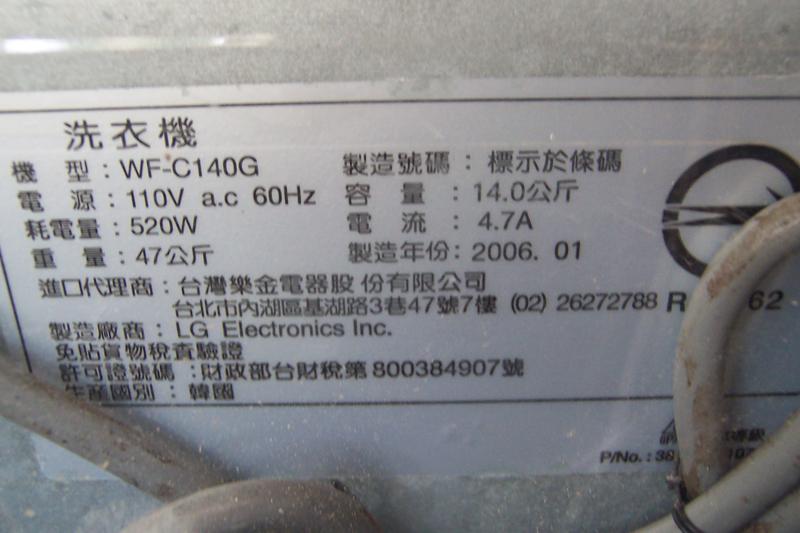 洗衣機
機 型：WF-C140G 製造號碼：標示於條碼
電 源：110V a.c 60Hz 容 量：14.0公斤
耗電量：520W 電 流：4.7A
重 量：47公斤 製造年份：2006. 01
進口代理商：台灣樂金電器股份有限公司
台北市內湖區基湖路3巷47號7樓 (02) 26272788 R 62
製造廠商：LG Electronics Inc.
免貼貨物稅查驗證
許可證號碼：財政部台財稅第800384907號
生產國別：韓國
P/No.: 38